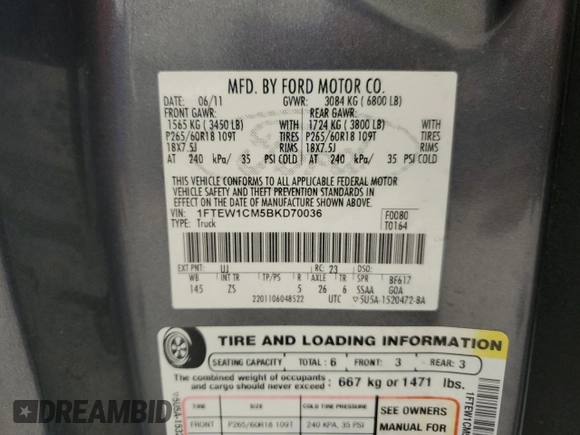 MFD. BY FORD MOTOR CO.
DATE: 06/11 GVWR: 3084 KG ( 6800 LB)
FRONT GAWR: REAR GAWR:
1565 KG ( 3450 LB) WITH 1724 KG ( 3800 LB) WITH
P265/60R18 109T TIRES P265/60R18 109T TIRES
18X7.5J RIMS 18X7.5J RIMS
AT 240 kPa/ 35 PSI COLD AT 240 kPa/ 35 PSI COLD
THIS VEHICLE CONFORMS TO ALL APPLICABLE FEDERAL MOTOR
VEHICLE SAFETY AND THEFT PREVENTION STANDARDS IN
EFFECT ON THE DATE OF MANUFACTURE SHOWN ABOVE.
VIN: 1FTEW1CM5BKD70036 F0080
TYPE: Truck T0164
EXT PNT: UJ RC: 23 DSO:
WB INT TR TP/PS R AXLE TR SPR BF617
145 ZS 5 26 6 SSAA GOA
2201106048522 UTC 5U5A-1520472-BA
TIRE AND LOADING INFORMATION
SEATING CAPACITY TOTAL: 6 FRONT: 3 REAR: 3
The combined weight of occupants
and cargo should never exceed 667 kg or 1471 lbs.
TIRE SIZE COLD TIRE PRESSURE SEE OWNERS
FRONT P265/60R18 109T 240 KPA, 35 PSI MANUAL FOR
1FTEW1CM5